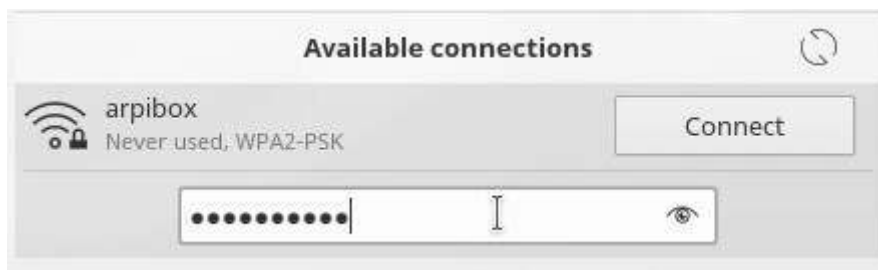 Available connections
arpibox
Never used, WPA2-PSK
Connect
●●●●●●●●●●